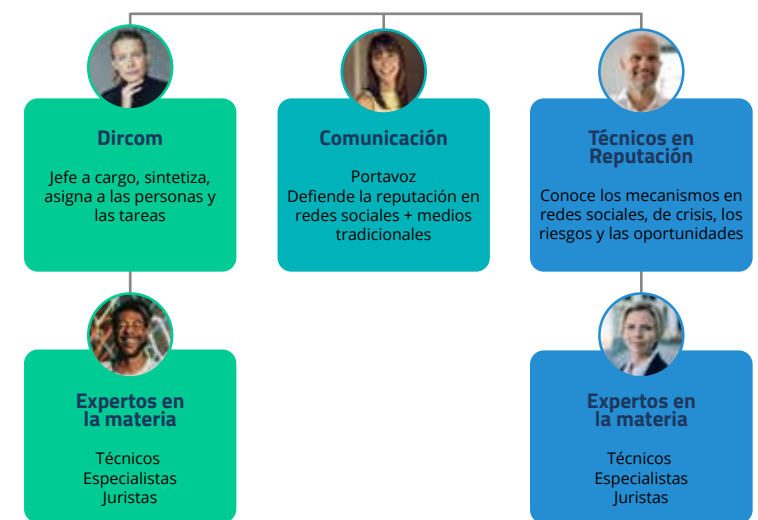 Dircom
Jefe a cargo, sintetiza,
asigna a las personas y
las tareas
Comunicación
Portavoz
Defiende la reputación en
redes sociales + medios
tradicionales
Técnicos en
Reputación
Conoce los mecanismos en
redes sociales, de crisis, los
riesgos y las oportunidades
Expertos en
la materia
Técnicos
Especialistas
Juristas
Expertos en
la materia
Técnicos
Especialistas
Juristas